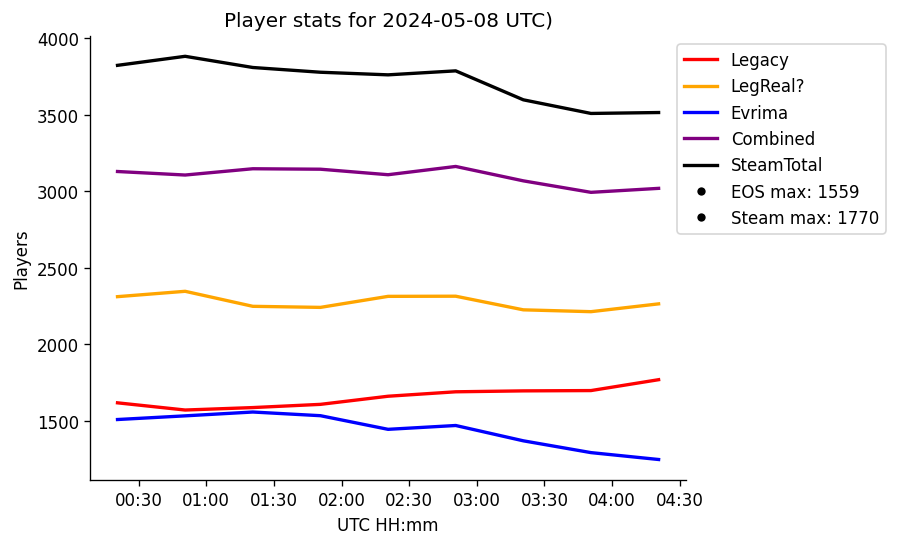 Player stats for 2024-05-08 UTC)
4000
3500
3000
2500
2000
1500
Players
00:30 01:00 01:30 02:00 02:30 03:00 03:30 04:00 04:30
UTC HH:mm
Legacy
LegReal?
Evrima
Combined
SteamTotal
EOS max: 1559
Steam max: 1770